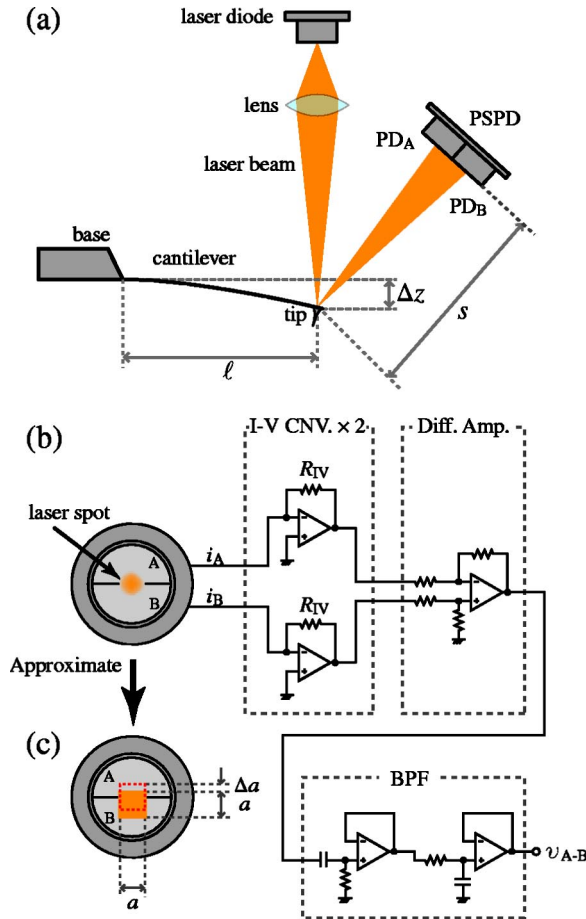 (a)
laser diode
lens
laser beam
PSPD
PD_A
PD_B
base
cantilever
tip
Δz
s
ℓ
(b)
I-V CNV. × 2
Diff. Amp.
laser spot
A
B
i_A
i_B
R_IV
R_IV
Approximate
(c)
A
B
Δa
a
a
BPF
υ_A-B